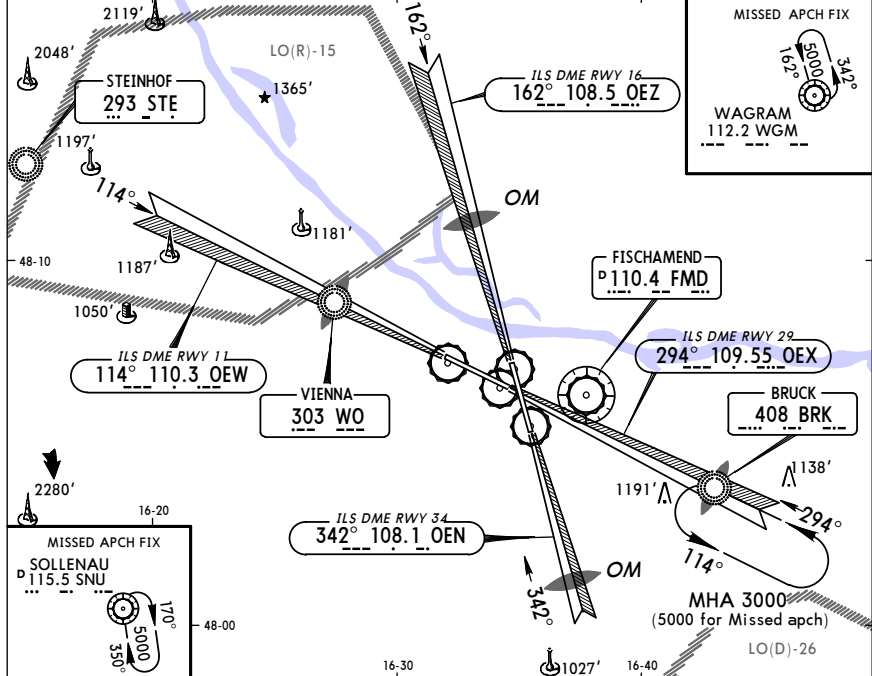 2119'
2048'
LO(R)-15
162°
ILS DME RWY 16
162° 108.5 OEZ
MISSED APCH FIX
162°
5000
342°
WAGRAM
112.2 WGM
STEINHOF
293 STE
1365'
1197'
114°
OM
1181'
48-10
1187'
FISCHAMEND
D 110.4 FMD
1050'
ILS DME RWY 11
114° 110.3 OEW
ILS DME RWY 29
294° 109.55 OEX
VIENNA
303 WO
BRUCK
408 BRK
1138'
1191'
2280'
16-20
294°
ILS DME RWY 34
342° 108.1 OEN
114°
MISSED APCH FIX
SOLLENAU
D 115.5 SNU
170°
5000
350°
342°
OM
MHA 3000
(5000 for Missed apch)
48-00
LO(D)-26
16-30
1027'
16-40